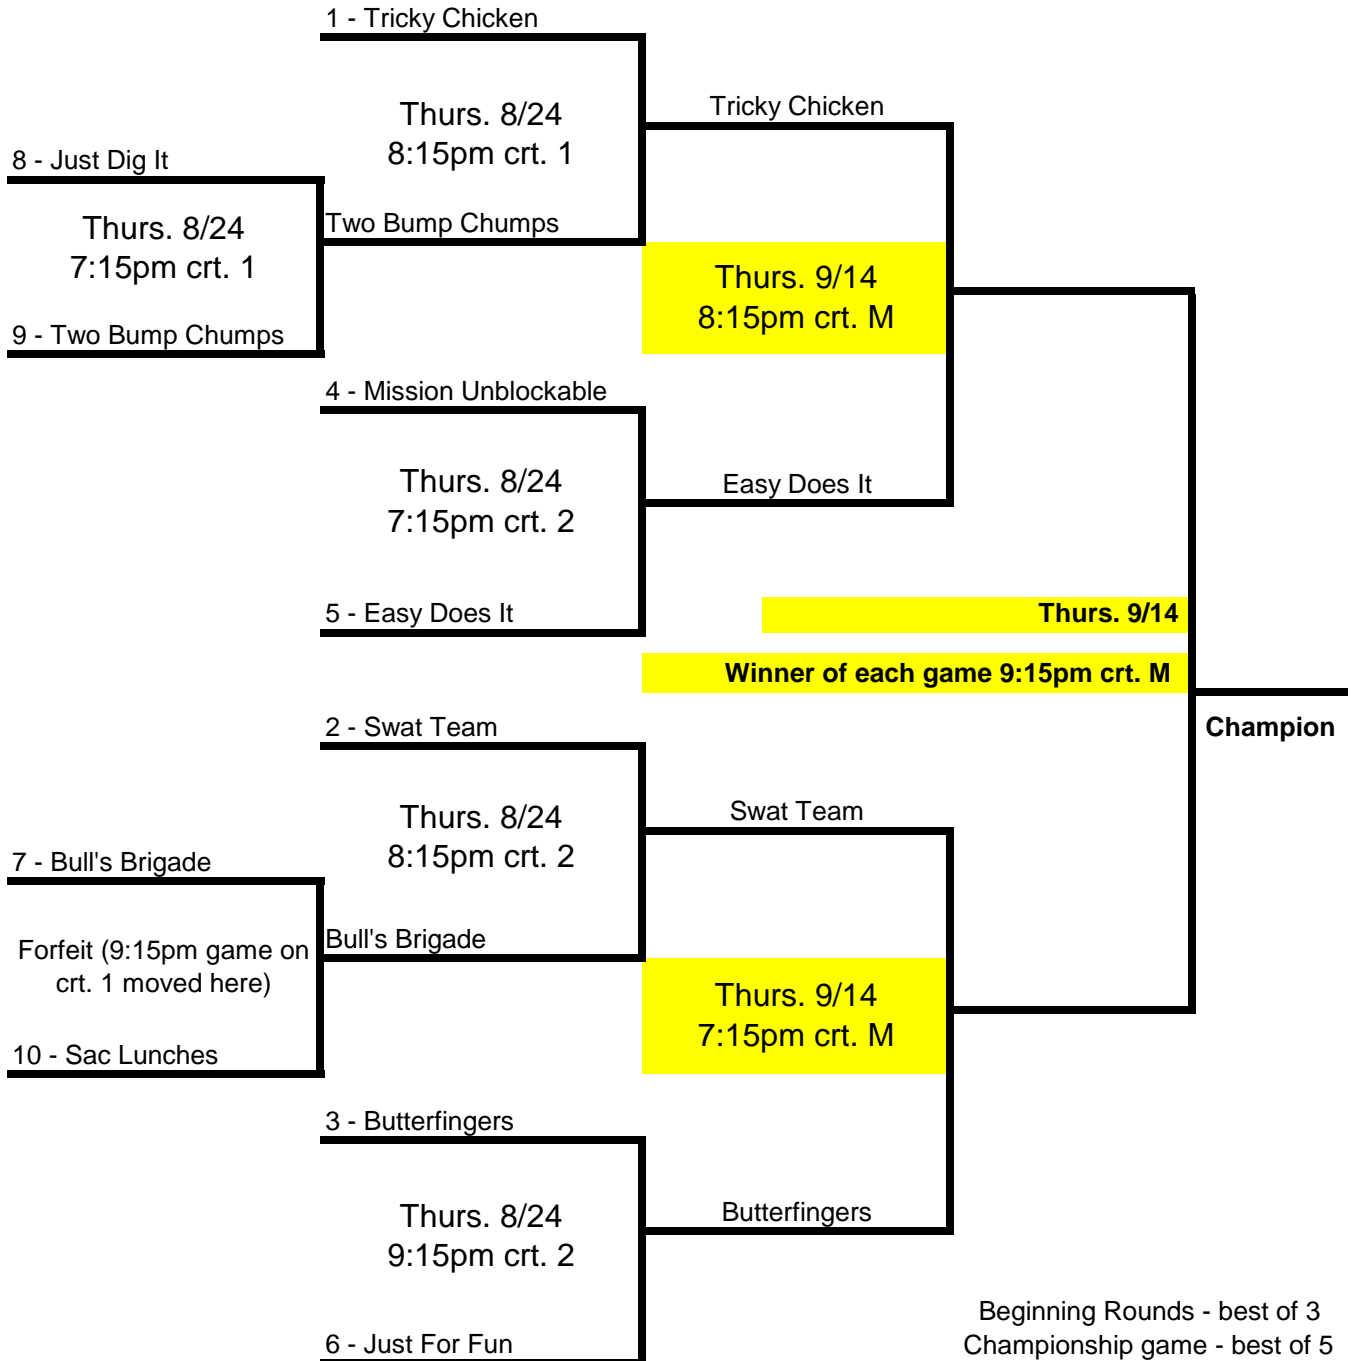 1 - Tricky Chicken
Thurs. 8/24
8:15pm crt. 1
Tricky Chicken
8 - Just Dig It
Thurs. 8/24
7:15pm crt. 1
Two Bump Chumps
9 - Two Bump Chumps
Thurs. 9/14
8:15pm crt. M
4 - Mission Unblockable
Thurs. 8/24
7:15pm crt. 2
Easy Does It
5 - Easy Does It
Thurs. 9/14
Winner of each game 9:15pm crt. M
Champion
2 - Swat Team
Thurs. 8/24
8:15pm crt. 2
Swat Team
7 - Bull's Brigade
Forfeit (9:15pm game on
crt. 1 moved here)
Bull's Brigade
10 - Sac Lunches
Thurs. 9/14
7:15pm crt. M
3 - Butterfingers
Thurs. 8/24
9:15pm crt. 2
Butterfingers
6 - Just For Fun
Beginning Rounds - best of 3
Championship game - best of 5